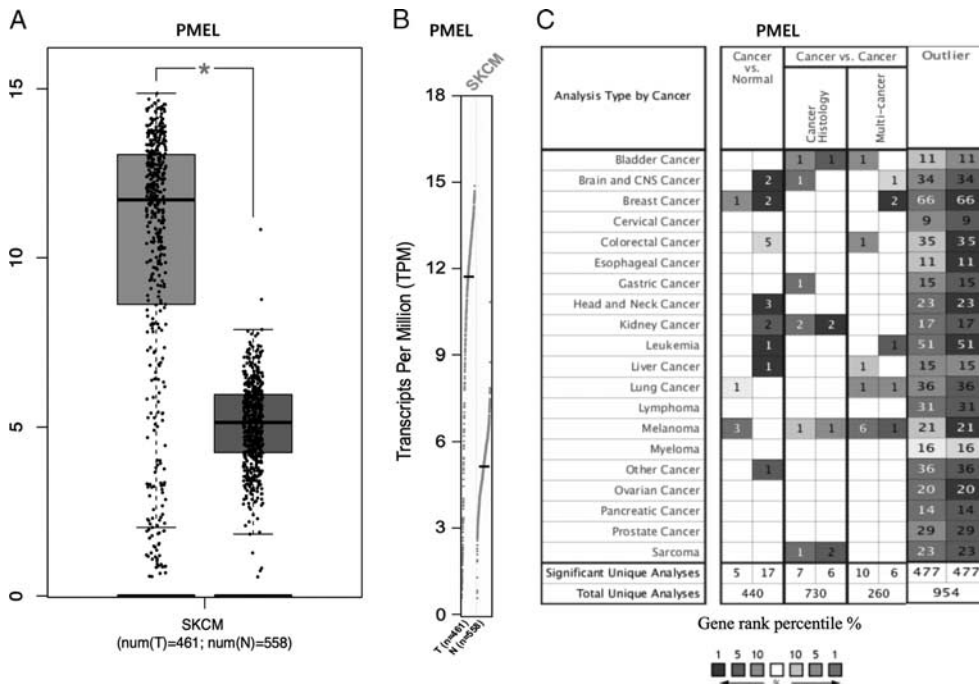 A
PMEL
*
15
10
5
0
SKCM
(num(T)=461; num(N)=558)
B
PMEL
SKCM
Transcripts Per Million (TPM)
18
15
12
9
6
3
0
T (n=461)
N (n=558)
C
PMEL
Analysis Type by Cancer
Cancer vs. Normal
Cancer vs. Cancer
Outlier
Cancer Histology
Multi-cancer
Bladder Cancer 1 1 1 11 11
Brain and CNS Cancer 2 1 1 34 34
Breast Cancer 1 2 2 66 66
Cervical Cancer 9 9
Colorectal Cancer 5 1 35 35
Esophageal Cancer 11 11
Gastric Cancer 1 15 15
Head and Neck Cancer 3 23 23
Kidney Cancer 2 2 2 17 17
Leukemia 1 1 51 51
Liver Cancer 1 1 15 15
Lung Cancer 1 1 1 36 36
Lymphoma 31 31
Melanoma 3 1 1 6 1 21 21
Myeloma 16 16
Other Cancer 1 36 36
Ovarian Cancer 20 20
Pancreatic Cancer 14 14
Prostate Cancer 29 29
Sarcoma 1 2 23 23
Significant Unique Analyses 5 17 7 6 10 6 477 477
Total Unique Analyses 440 730 260 954
Gene rank percentile %
1 5 10 10 5 1
%